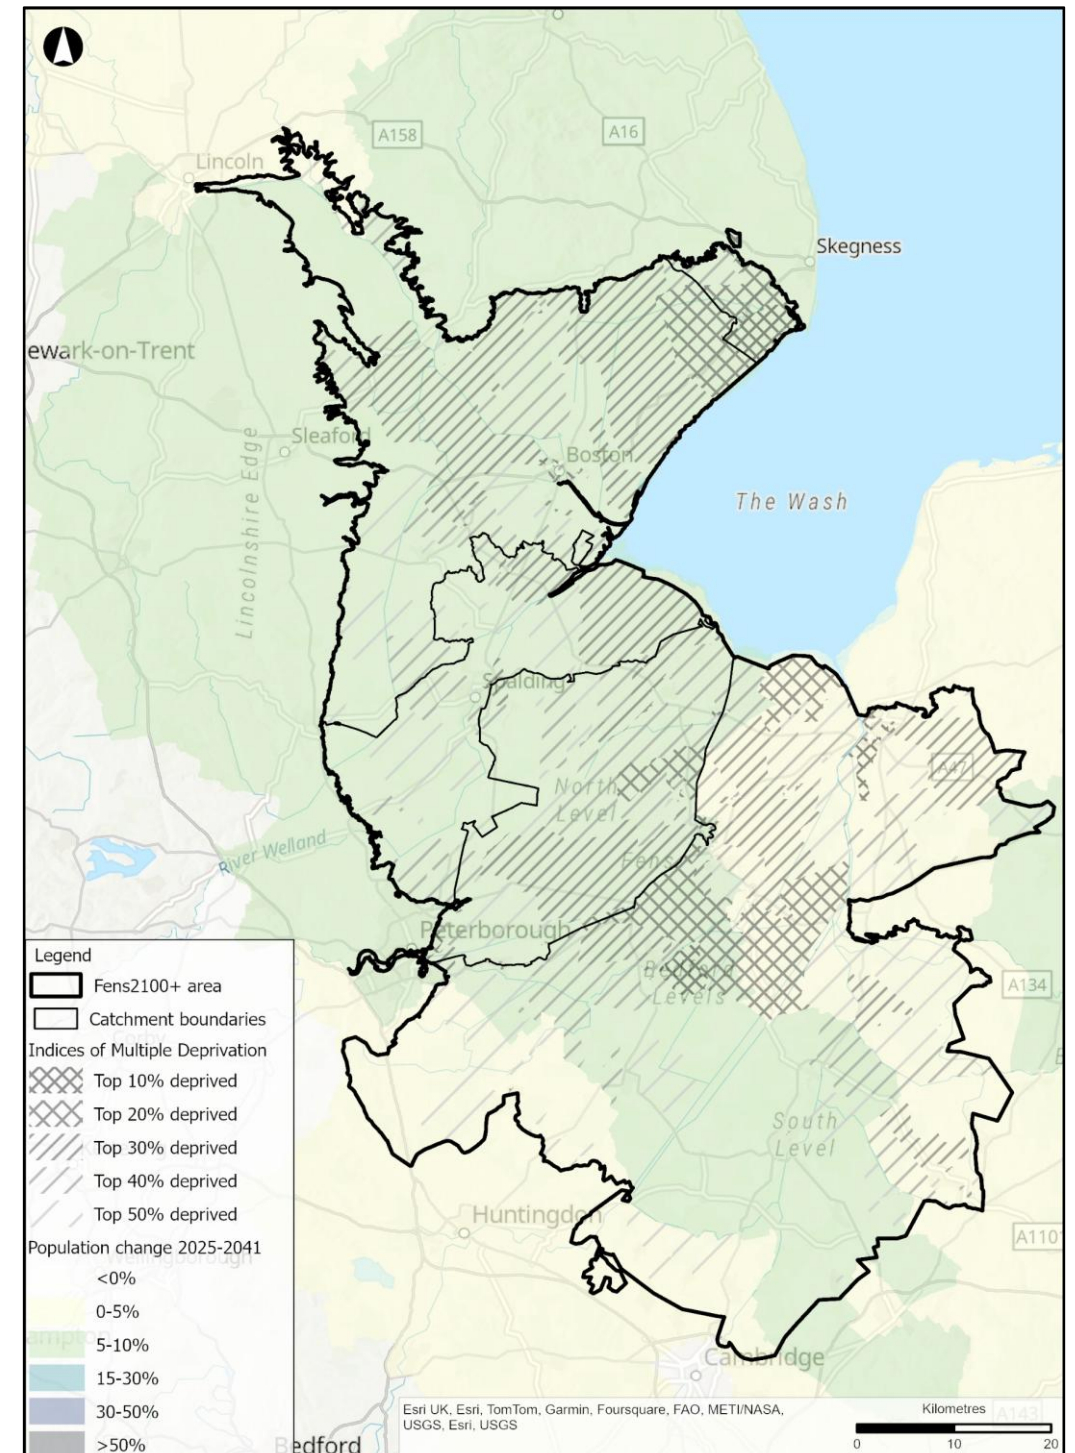 A158
A16
Lincoln
Skegness
ewark-on-Trent
Sleaford
Boston
Lincolnshire Edge
The Wash
Spalding
North
Level
A47
River Welland
Fens
Peterborough
Bedford
Levels
A134
South
Level
Huntingdon
A1101
Cambridge
A143
Bedford
Legend
Fens2100+ area
Catchment boundaries
Indices of Multiple Deprivation
Top 10% deprived
Top 20% deprived
Top 30% deprived
Top 40% deprived
Top 50% deprived
Population change 2025-2041
Wellingborough
<0%
0-5%
5-10%
15-30%
30-50%
>50%
Esri UK, Esri, TomTom, Garmin, Foursquare, FAO, METI/NASA,
USGS, Esri, USGS
Kilometres
0 10 20